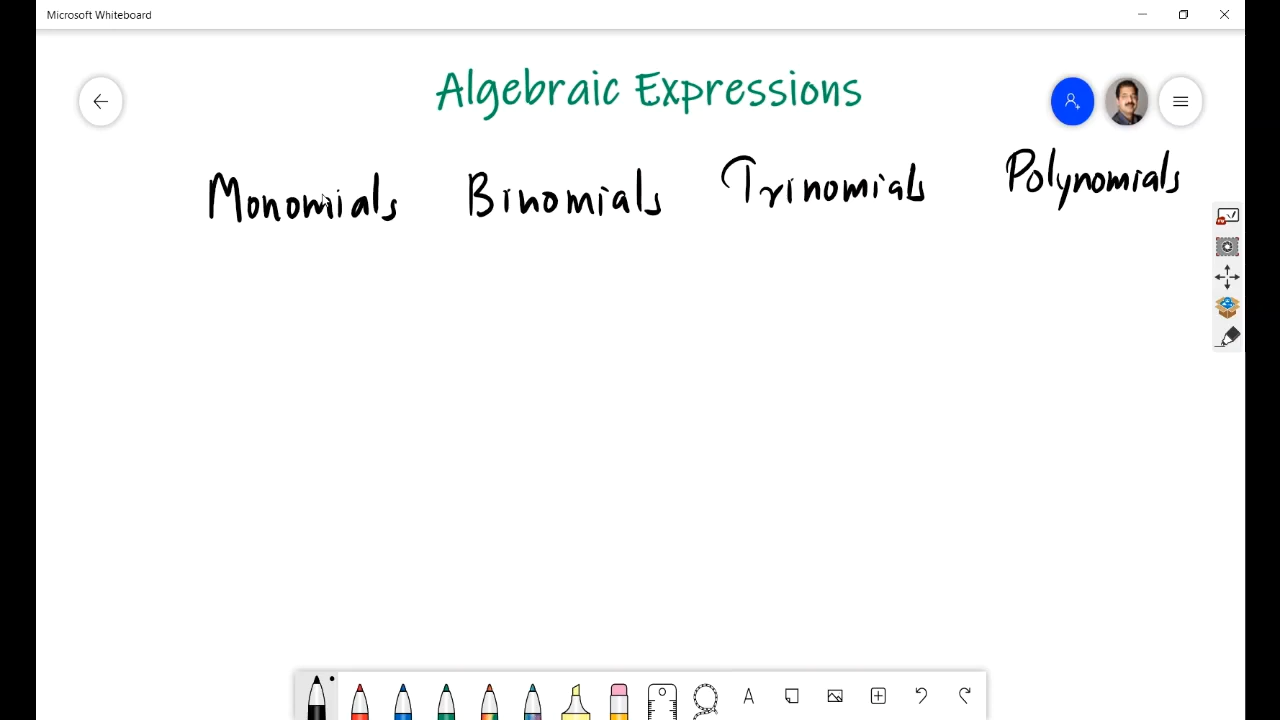 Microsoft Whiteboard
Algebraic Expressions
Monomials Binomials Trinomials Polynomials
A